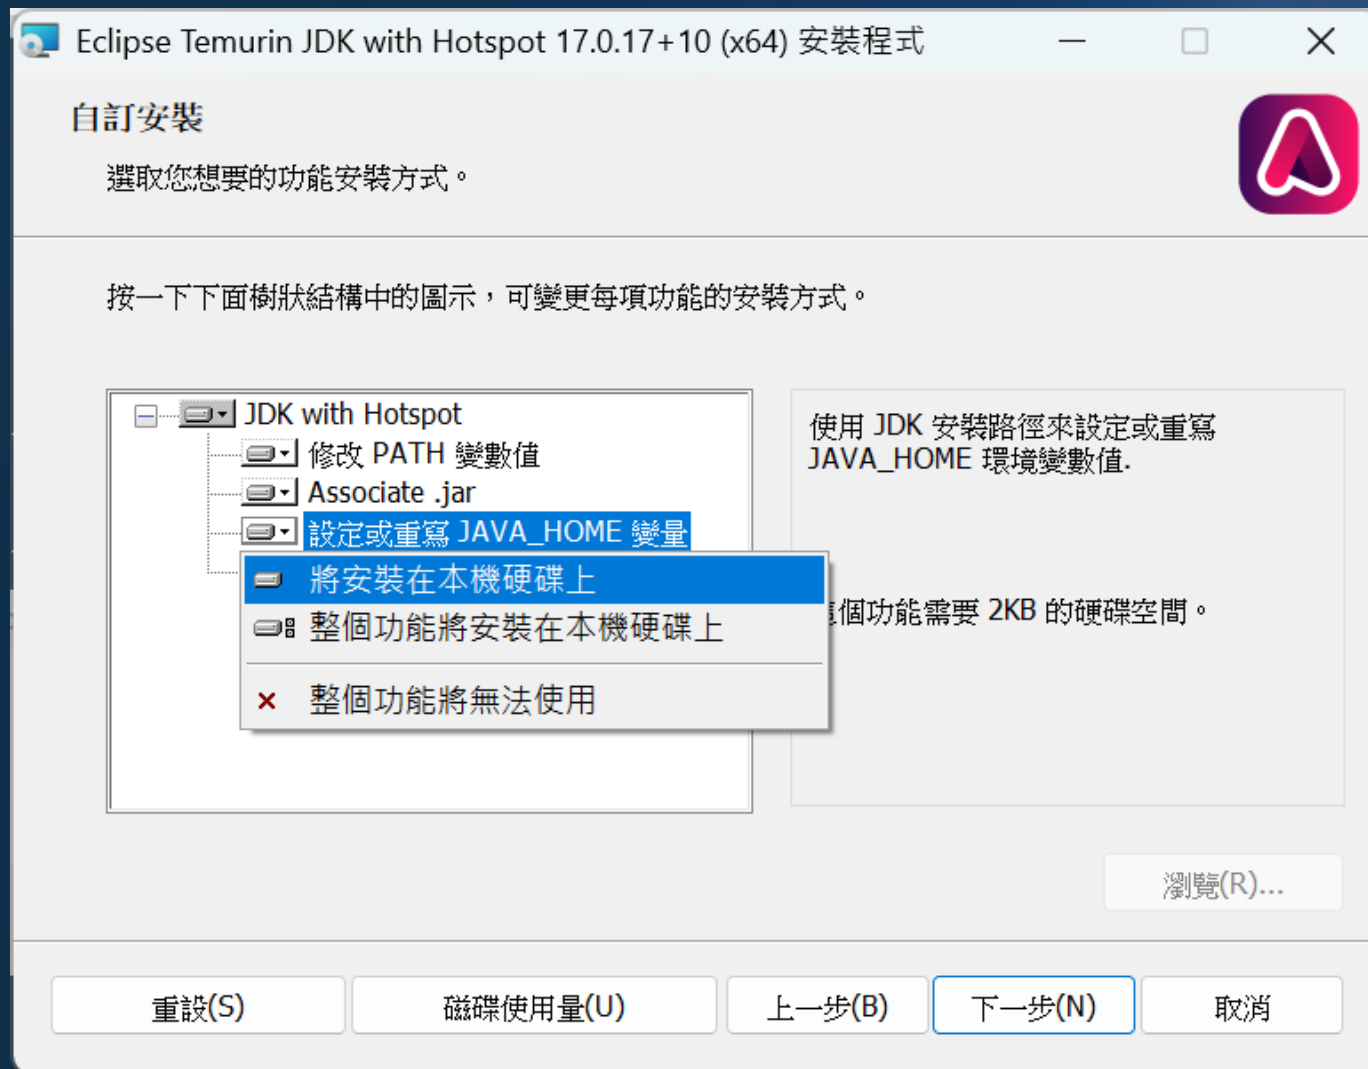 Eclipse Temurin JDK with Hotspot 17.0.17+10 (x64) 安裝程式
自訂安裝
選取您想要的功能安裝方式。
按一下下面樹狀結構中的圖示，可變更每項功能的安裝方式。
JDK with Hotspot
修改 PATH 變數值
Associate .jar
設定或重寫 JAVA_HOME 變量
將安裝在本機硬碟上
整個功能將安裝在本機硬碟上
整個功能將無法使用
使用 JDK 安裝路徑來設定或重寫
JAVA_HOME 環境變數值.
個功能需要 2KB 的硬碟空間。
瀏覽(R)...
重設(S)
磁碟使用量(U)
上一步(B)
下一步(N)
取消